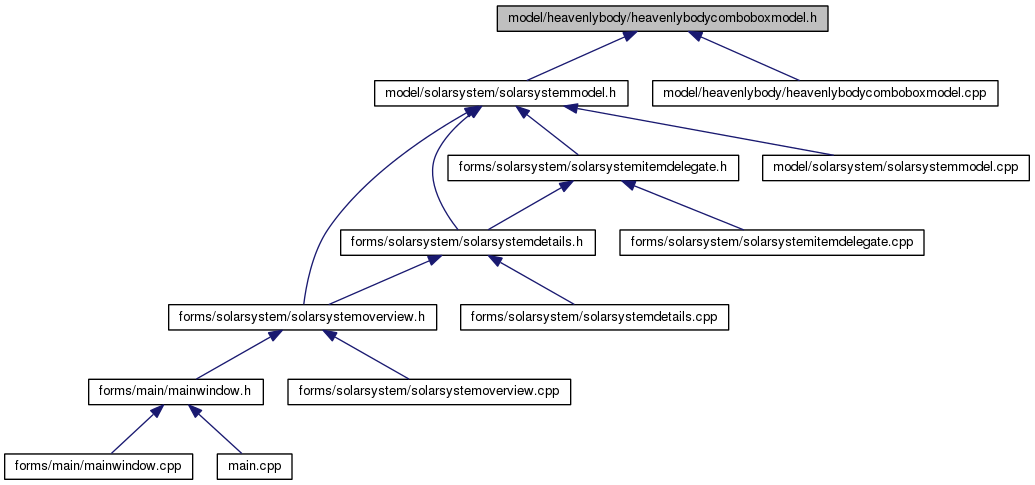 model/heavenlybody/heavenlybodycomboboxmodel.h
model/solarsystem/solarsystemmodel.h
model/heavenlybody/heavenlybodycomboboxmodel.cpp
forms/solarsystem/solarsystemitemdelegate.h
model/solarsystem/solarsystemmodel.cpp
forms/solarsystem/solarsystemdetails.h
forms/solarsystem/solarsystemitemdelegate.cpp
forms/solarsystem/solarsystemoverview.h
forms/solarsystem/solarsystemdetails.cpp
forms/main/mainwindow.h
forms/solarsystem/solarsystemoverview.cpp
forms/main/mainwindow.cpp
main.cpp